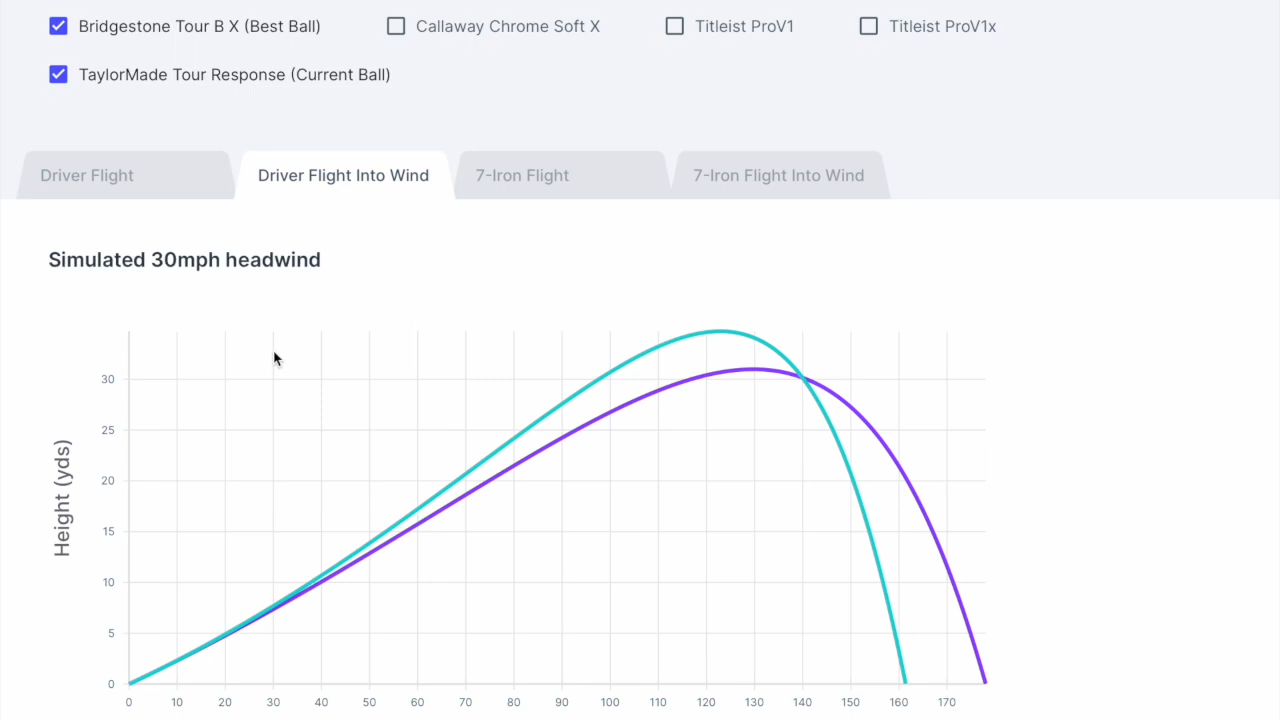 Bridgestone Tour B X (Best Ball) Callaway Chrome Soft X Titleist ProV1 Titleist ProV1x
TaylorMade Tour Response (Current Ball)
Driver Flight Driver Flight Into Wind 7-Iron Flight 7-Iron Flight Into Wind
Simulated 30mph headwind
Height (yds)
30
25
20
15
10
5
0
0 10 20 30 40 50 60 70 80 90 100 110 120 130 140 150 160 170